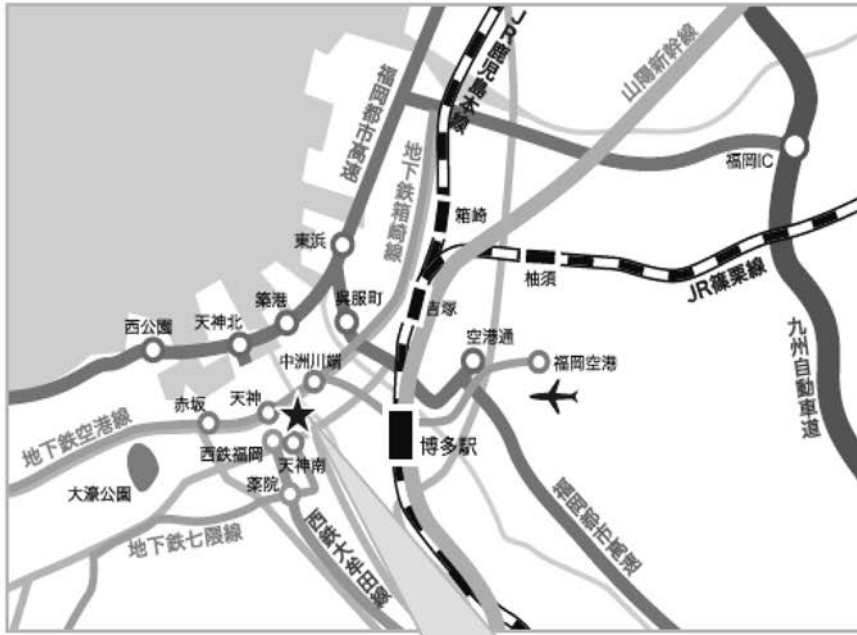 JR鹿児島本線
山陽新幹線
福岡都市高速
地下鉄箱崎線
福岡IC
箱崎
東浜
柚須
JR篠栗線
吉塚
呉服町
築港
天神北
西公園
空港通
福岡空港
中洲川端
九州自動車道
赤坂
天神
地下鉄空港線
西鉄福岡
天神南
博多駅
大濠公園
薬院
地下鉄七隈線
西鉄大牟田線
福岡都市高速